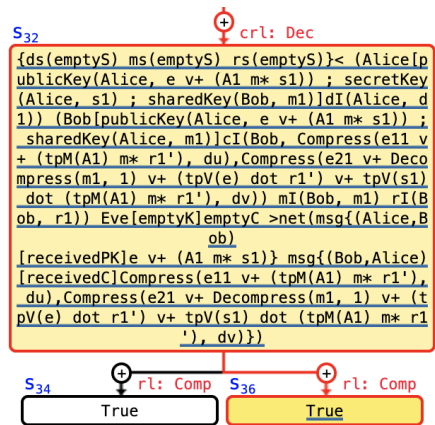 +
S32
crl: Dec
{ds(emptyS) ms(emptyS) rs(emptyS)}< (Alice[p
ublicKey(Alice, e v+ (A1 m* s1)) ; secretKey
(Alice, s1) ; sharedKey(Bob, m1)]dI(Alice, d
1)) (Bob[publicKey(Alice, e v+ (A1 m* s1)) ;
sharedKey(Alice, m1)]cI(Bob, Compress(e11 v
+ (tpM(A1) m* r1'), du),Compress(e21 v+ Deco
mpress(m1, 1) v+ (tpV(e) dot r1') v+ tpV(s1)
dot (tpM(A1) m* r1'), dv)) mI(Bob, m1) rI(B
ob, r1)) Eve[emptyK]emptyC >net(msg{(Alice,B
ob)
[receivedPK]e v+ (A1 m* s1)} msg{(Bob,Alice)
[receivedC]Compress(e11 v+ (tpM(A1) m* r1'),
du),Compress(e21 v+ Decompress(m1, 1) v+ (t
pV(e) dot r1') v+ tpV(s1) dot (tpM(A1) m* r1
'), dv)})
S34 + rl: Comp S36 + rl: Comp
True True